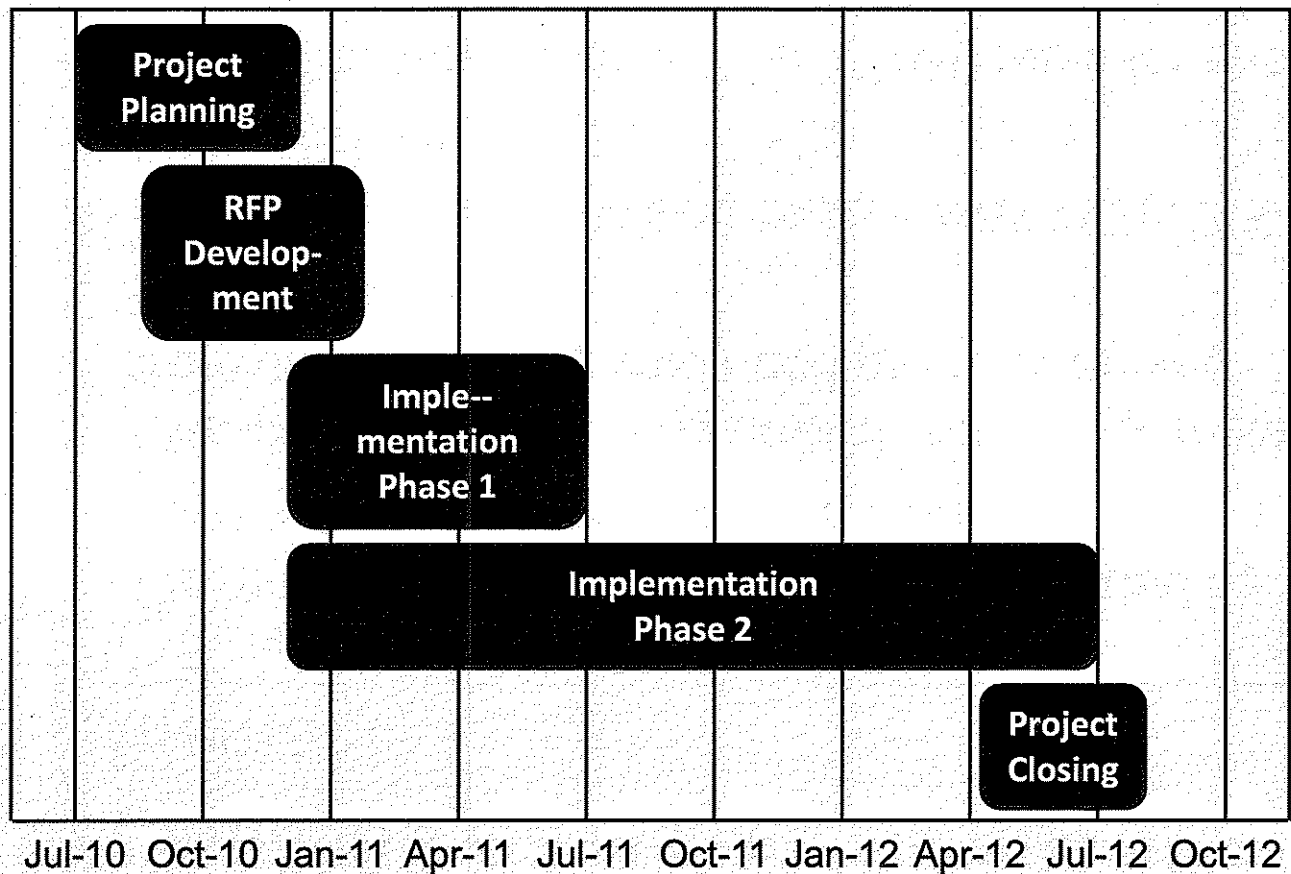 Project
Planning
RFP
Develop-
ment
Imple--
mentation
Phase 1
Implementation
Phase 2
Project
Closing
Jul-10 Oct-10 Jan-11 Apr-11 Jul-11 Oct-11 Jan-12 Apr-12 Jul-12 Oct-12